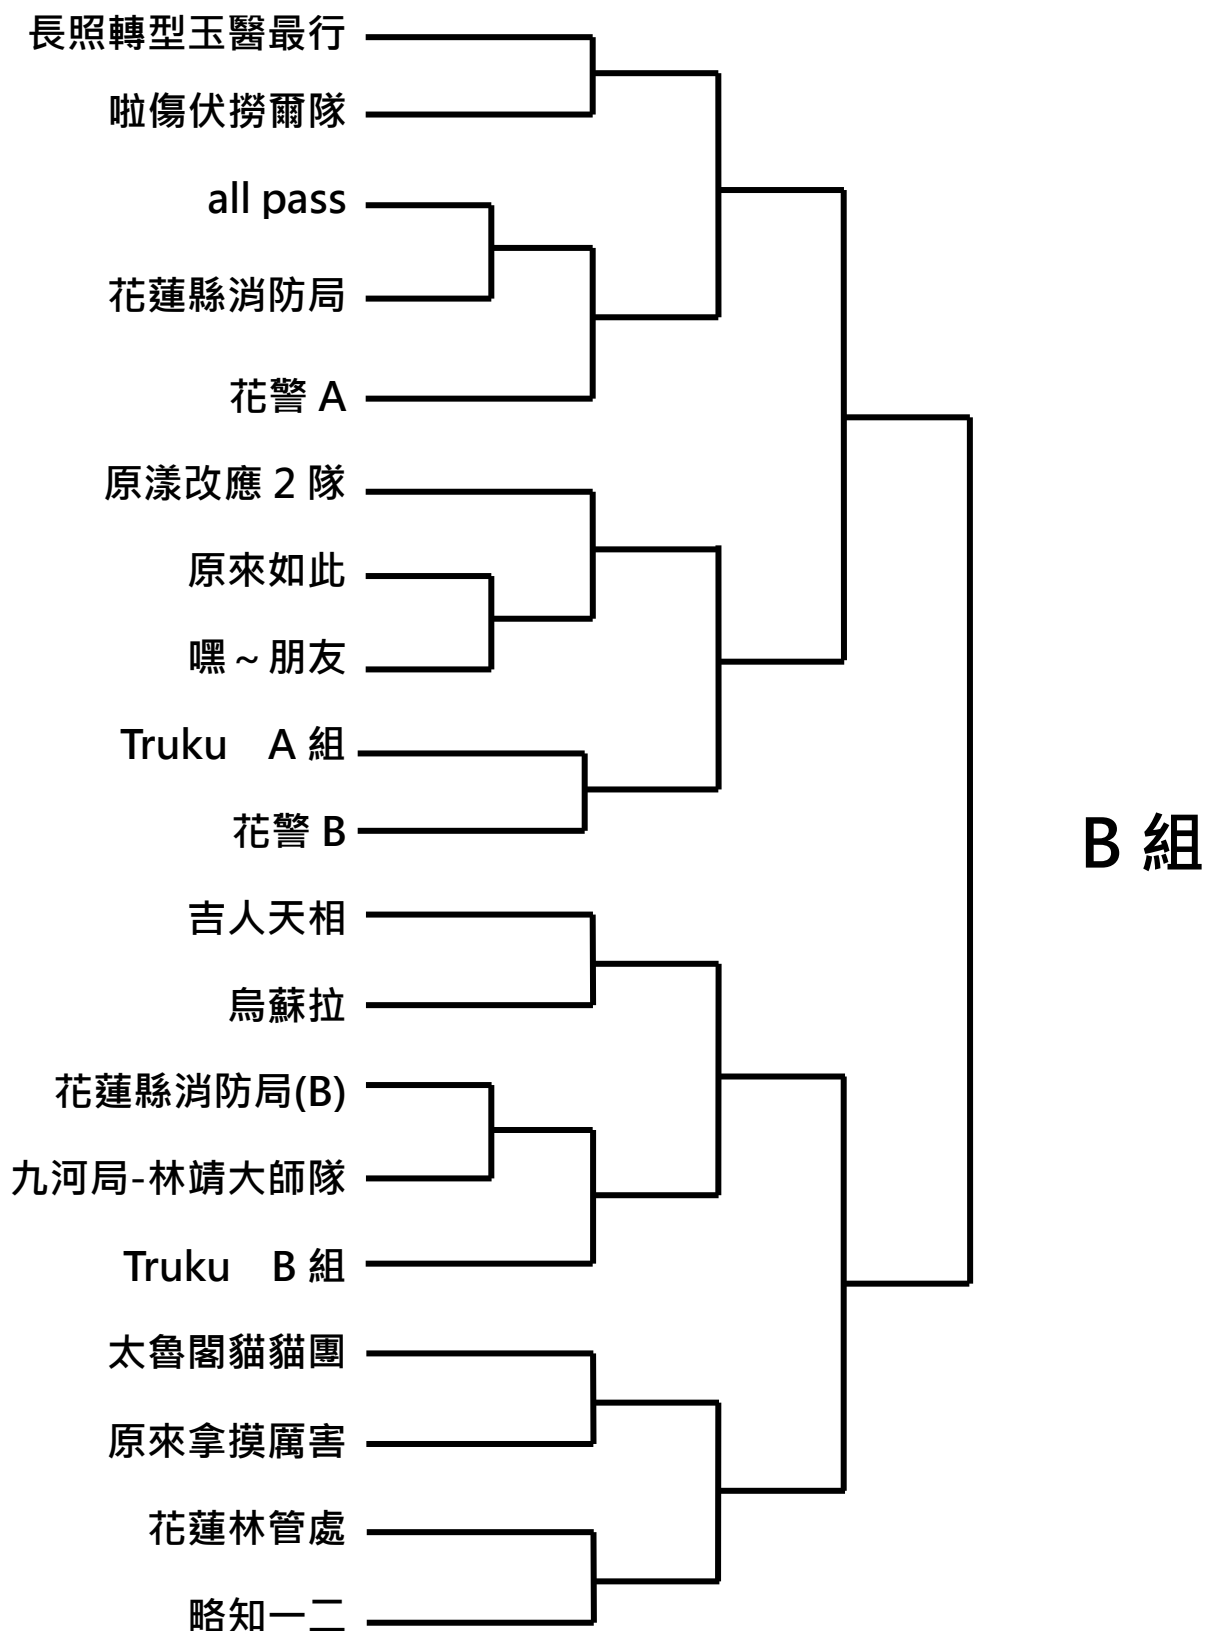 長照轉型玉醫最行
啦傷伏撈爾隊
all pass
花蓮縣消防局
花警 A
原漾改應 2 隊
原來如此
嘿 ~ 朋友
Truku　A 組
花警 B
B 組
吉人天相
烏蘇拉
花蓮縣消防局(B)
九河局-林靖大師隊
Truku　B 組
太魯閣貓貓團
原來拿摸厲害
花蓮林管處
略知一二